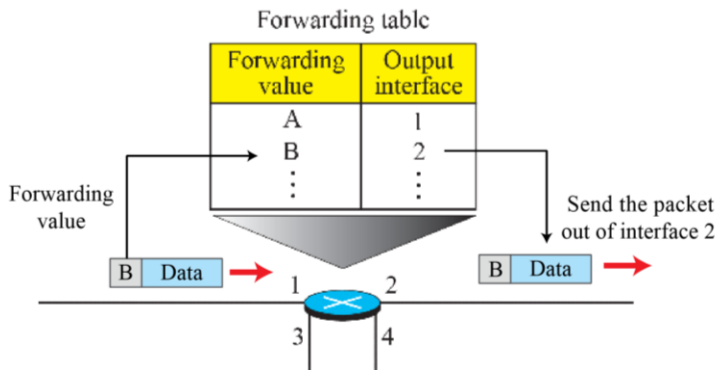 Forwarding table
Forwarding value
Output interface
A 1
B 2
⋮ ⋮
Forwarding
value
Send the packet
out of interface 2
B Data
B Data
1 2
3 4